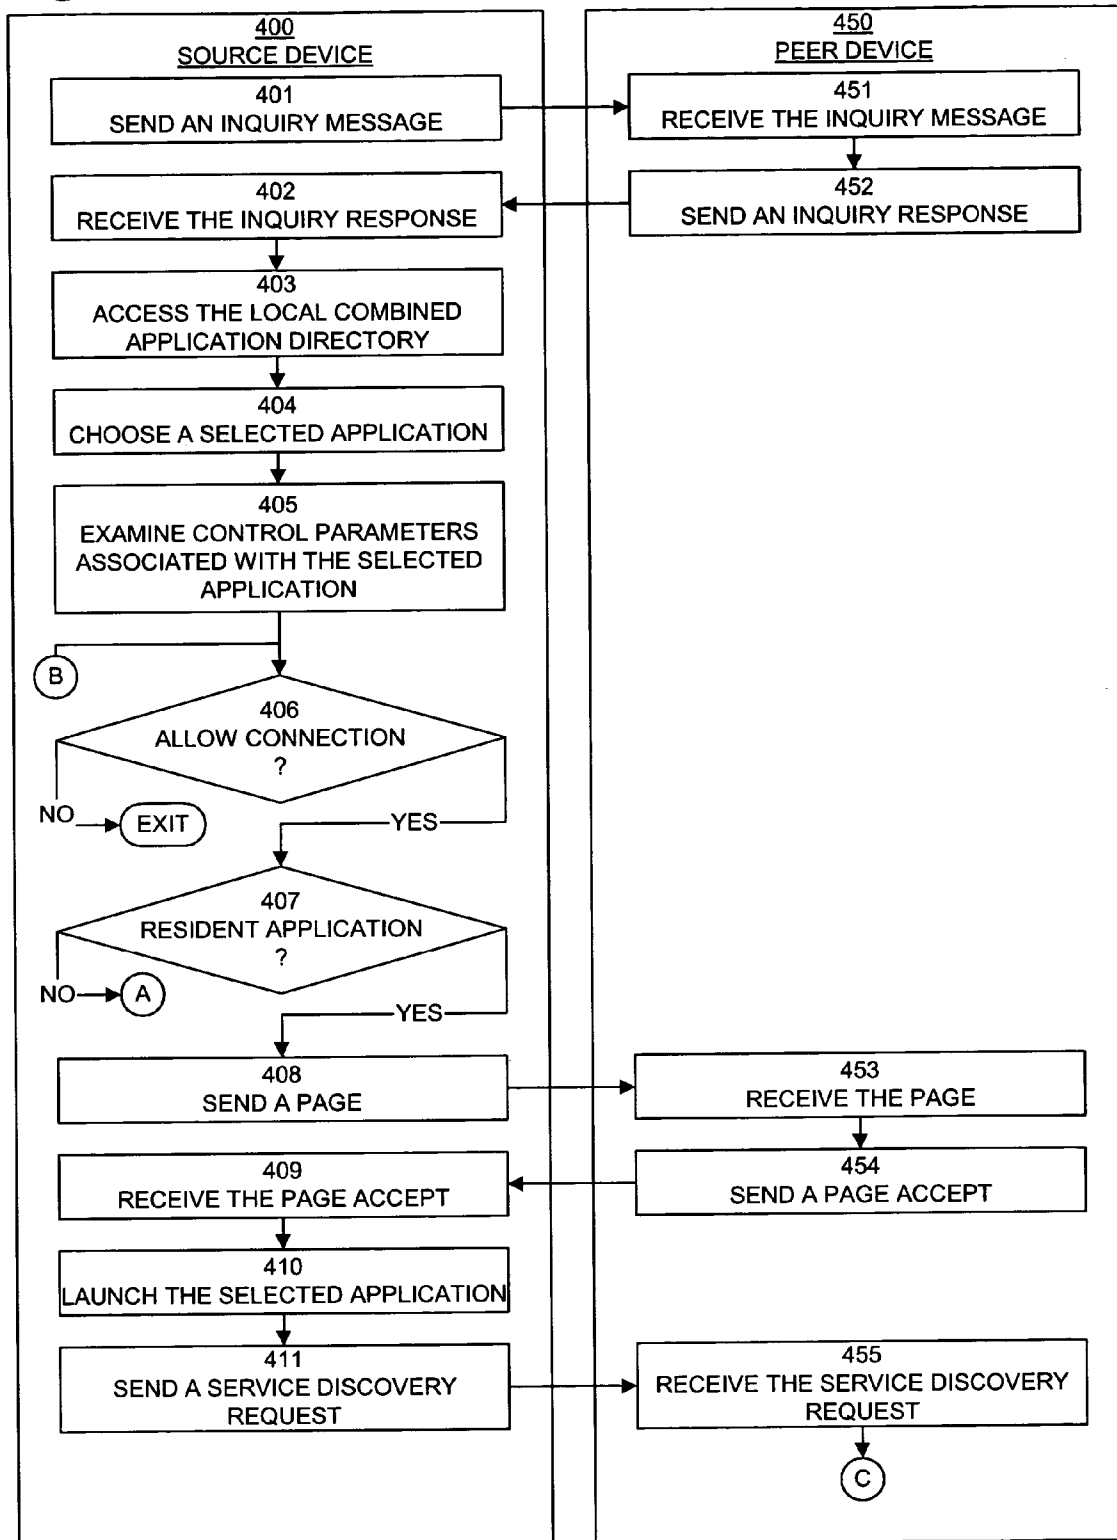 400
SOURCE DEVICE
450
PEER DEVICE
401
SEND AN INQUIRY MESSAGE
451
RECEIVE THE INQUIRY MESSAGE
402
RECEIVE THE INQUIRY RESPONSE
452
SEND AN INQUIRY RESPONSE
403
ACCESS THE LOCAL COMBINED
APPLICATION DIRECTORY
404
CHOOSE A SELECTED APPLICATION
405
EXAMINE CONTROL PARAMETERS
ASSOCIATED WITH THE SELECTED
APPLICATION
B
406
ALLOW CONNECTION
?
NO
EXIT
YES
407
RESIDENT APPLICATION
?
NO
A
YES
408
SEND A PAGE
453
RECEIVE THE PAGE
409
RECEIVE THE PAGE ACCEPT
454
SEND A PAGE ACCEPT
410
LAUNCH THE SELECTED APPLICATION
411
SEND A SERVICE DISCOVERY
REQUEST
455
RECEIVE THE SERVICE DISCOVERY
REQUEST
C